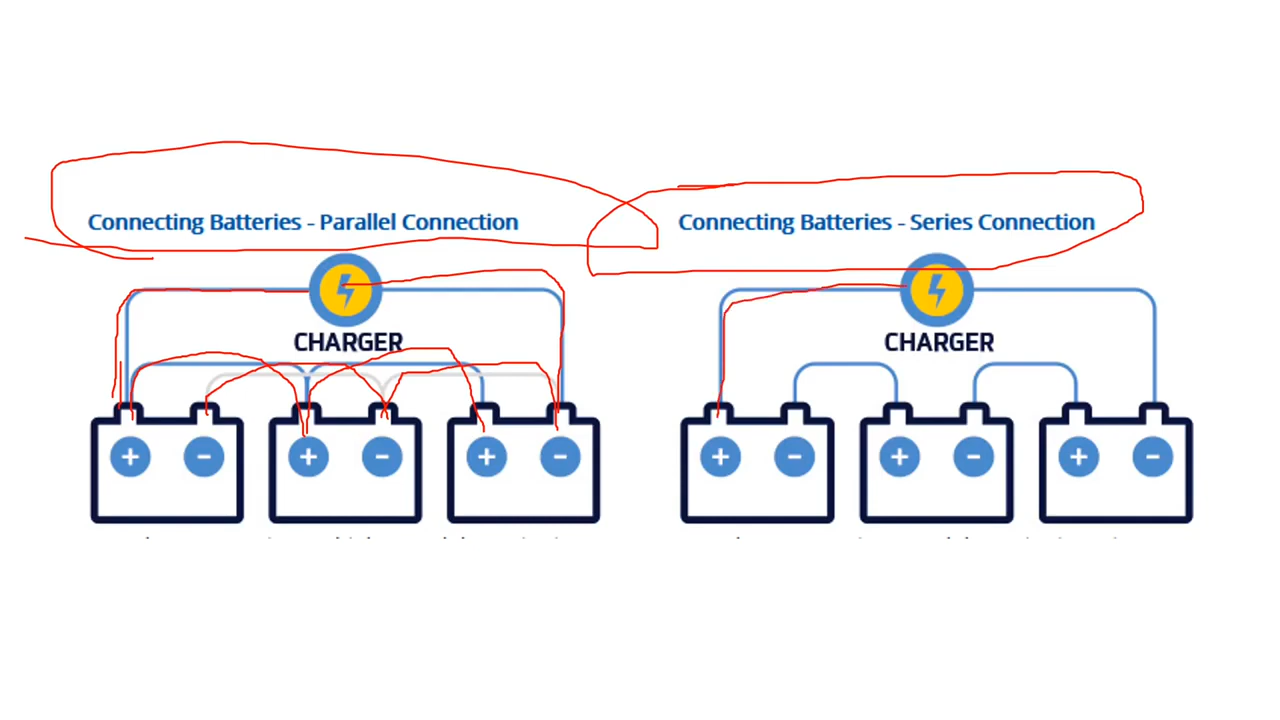 Connecting Batteries - Parallel Connection
CHARGER
+ - + - + -
Connecting Batteries - Series Connection
CHARGER
+ - + - + -